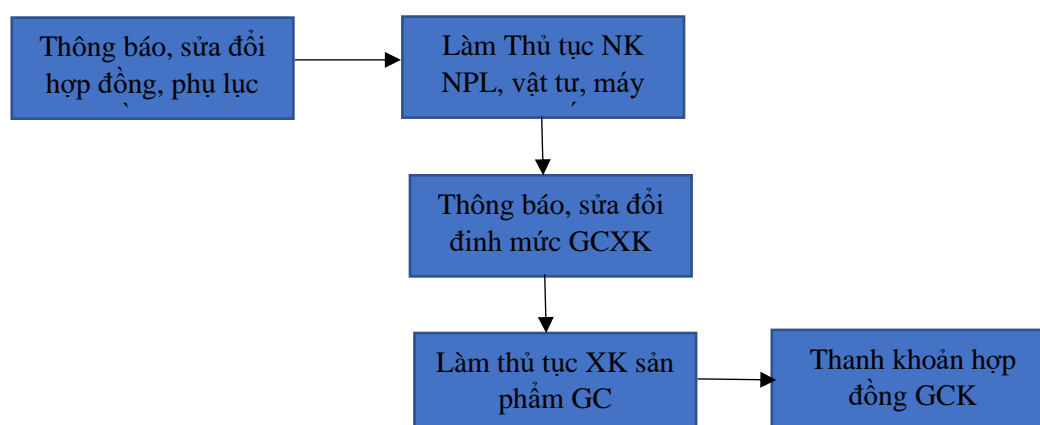 Thông báo, sửa đổi
hợp đồng, phụ lục
Làm Thủ tục NK
NPL, vật tư, máy
Thông báo, sửa đổi
đinh mức GCXK
Làm thủ tục XK sản
phẩm GC
Thanh khoản hợp
đồng GCK